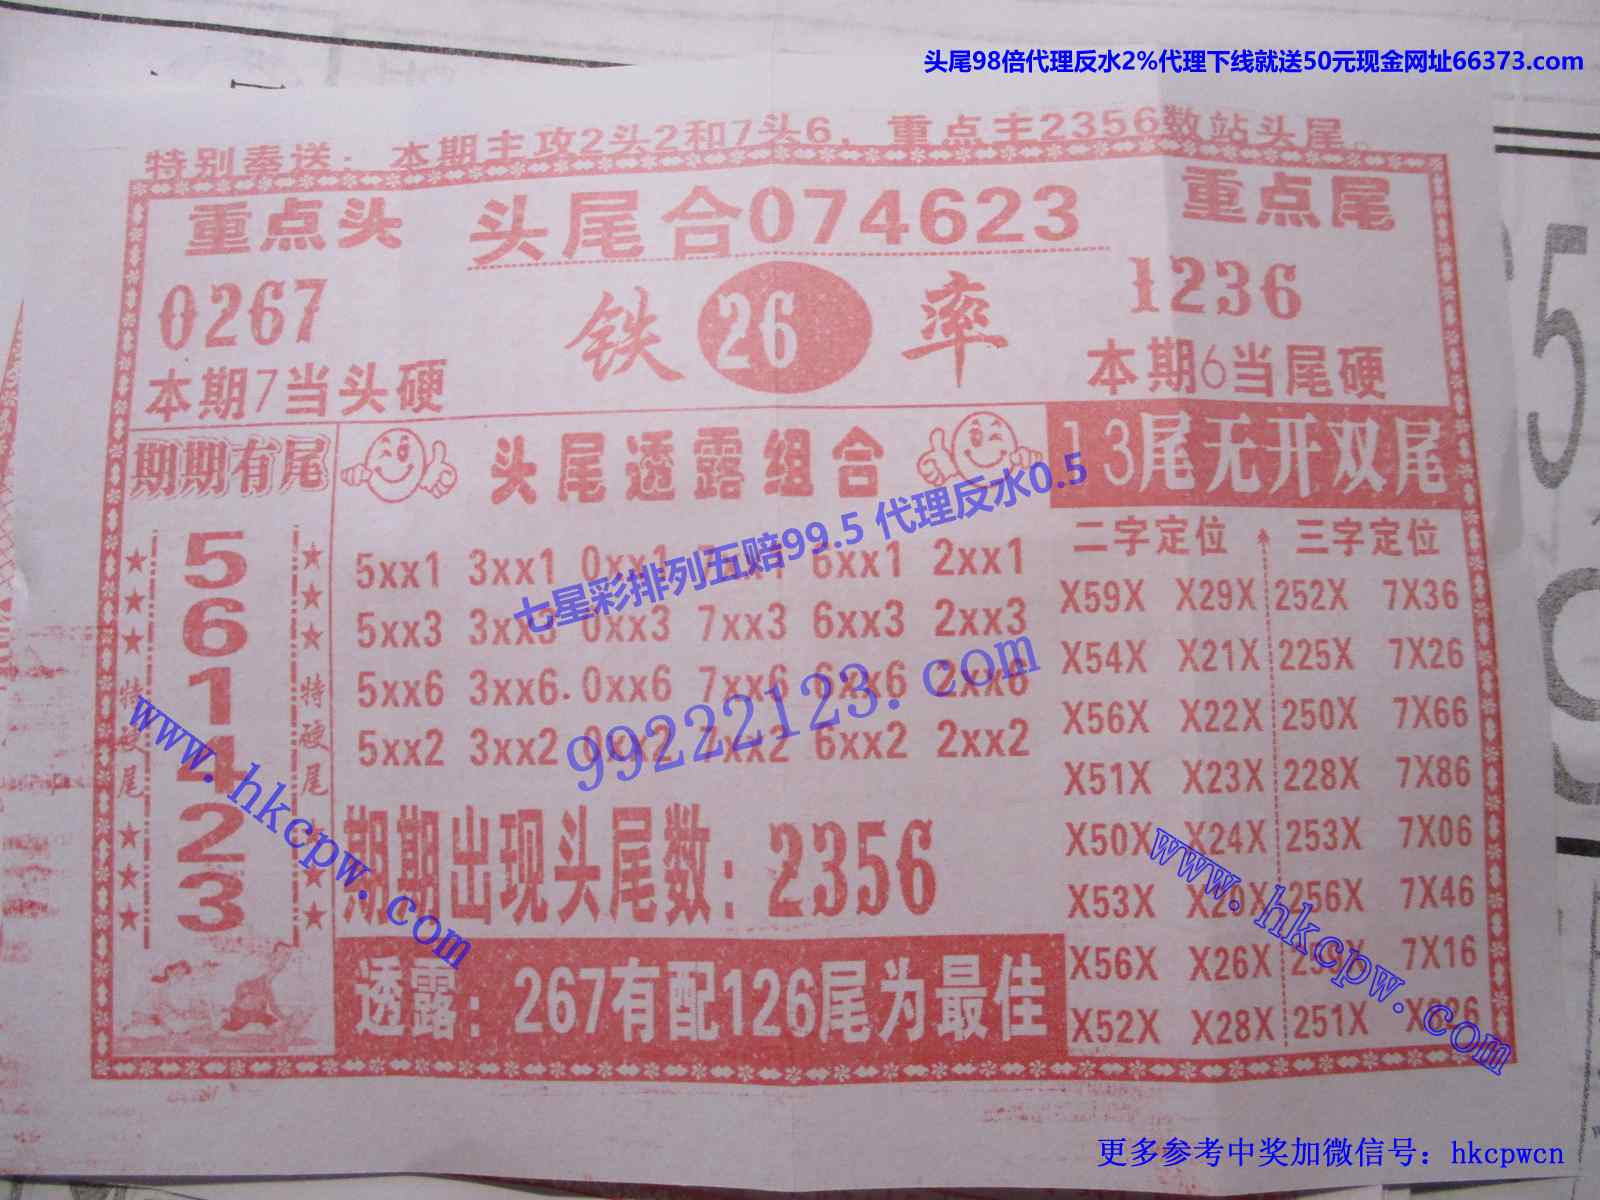 头尾98倍代理反水2%代理下线就送50元现金网址66373.com
特别奉送：本期主攻2头2和7头6，重点主2356数站头尾。
重点头
0267
本期7当头硬
头尾合074623
铁 26 率
重点尾
1236
本期6当尾硬
期期有尾
5
6
1
4
2
3
特硬尾
特硬尾
头尾透露组合
5xx1 3xx1 0xx1 7xx1 6xx1 2xx1
5xx3 3xx3 0xx3 7xx3 6xx3 2xx3
5xx6 3xx6 0xx6 7xx6 6xx6 2xx6
5xx2 3xx2 0xx2 7xx2 6xx2 2xx2
期期出现头尾数：2356
透露：267有配126尾为最佳
13尾无开双尾
二字定位 三字定位
X59X X29X 252X 7X36
X54X X21X 225X 7X26
X56X X22X 250X 7X66
X51X X23X 228X 7X86
X50X X24X 253X 7X06
X53X X20X 256X 7X46
X56X X26X 7X16
X52X X28X 251X
七星彩排列五赔99.5 代理反水0.5
99222123.com
www.hkcpw.com
www.hkcpw.com
更多参考中奖加微信号：hkcpwcn